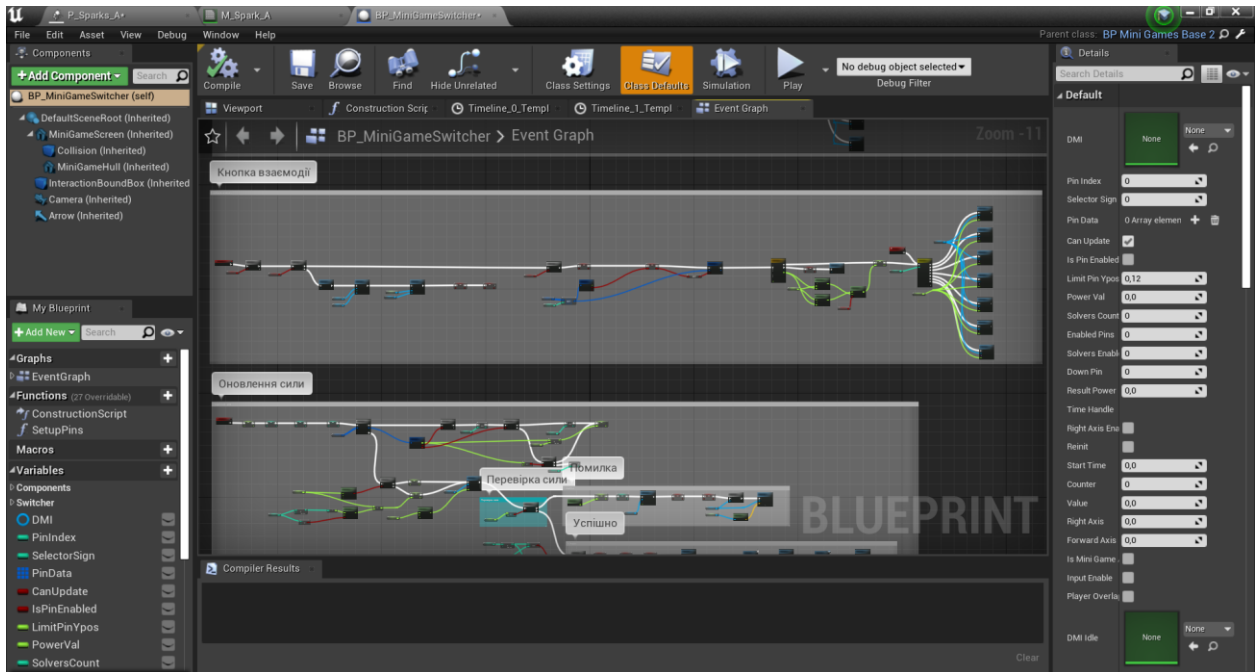 P_Sparks_A•
M_Spark_A
BP_MiniGameSwitcher•
File Edit Asset View Debug Window Help
Parent class: BP Mini Games Base 2
Components
+Add Component
Search
BP_MiniGameSwitcher (self)
DefaultSceneRoot (Inherited)
MiniGameScreen (Inherited)
Collision (Inherited)
MiniGameHull (Inherited)
InteractionBoundBox (Inherited
Camera (Inherited)
Arrow (Inherited)
My Blueprint
+Add New
Search
Graphs
EventGraph
Functions (27 Overridable)
ConstructionScript
SetupPins
Macros
Variables
Components
Switcher
DMI
PinIndex
SelectorSign
PinData
CanUpdate
IsPinEnabled
LimitPinYpos
PowerVal
SolversCount
Compile
Save
Browse
Find
Hide Unrelated
Class Settings
Class Defaults
Simulation
Play
No debug object selected
Debug Filter
Viewport
Construction Scrip
Timeline_0_Templ
Timeline_1_Templ
Event Graph
BP_MiniGameSwitcher > Event Graph
Zoom -11
Кнопка взаємодії
Оновлення сили
Помилка
Перевірка сили
Успішно
BLUEPRINT
Compiler Results
Clear
Details
Search Details
Default
DMI
None
None
Pin Index 0
Selector Sign 0
Pin Data 0 Array elemen
Can Update
Is Pin Enabled
Limit Pin Ypos 0,12
Power Val 0,0
Solvers Count 0
Enabled Pins 0
Solvers Enabl 0
Down Pin 0
Result Power 0,0
Time Handle
Right Axis Ena
Reinit
Start Time 0,0
Counter 0
Value 0,0
Right Axis 0,0
Forward Axis 0,0
Is Mini Game
Input Enable
Player Overla
DMI Idle
None
None